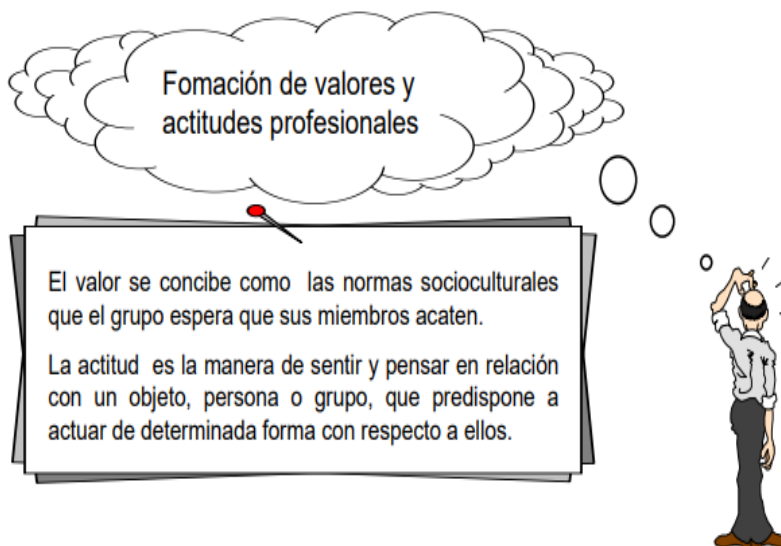 Fomación de valores y
actitudes profesionales
El valor se concibe como las normas socioculturales
que el grupo espera que sus miembros acaten.
La actitud es la manera de sentir y pensar en relación
con un objeto, persona o grupo, que predispone a
actuar de determinada forma con respecto a ellos.